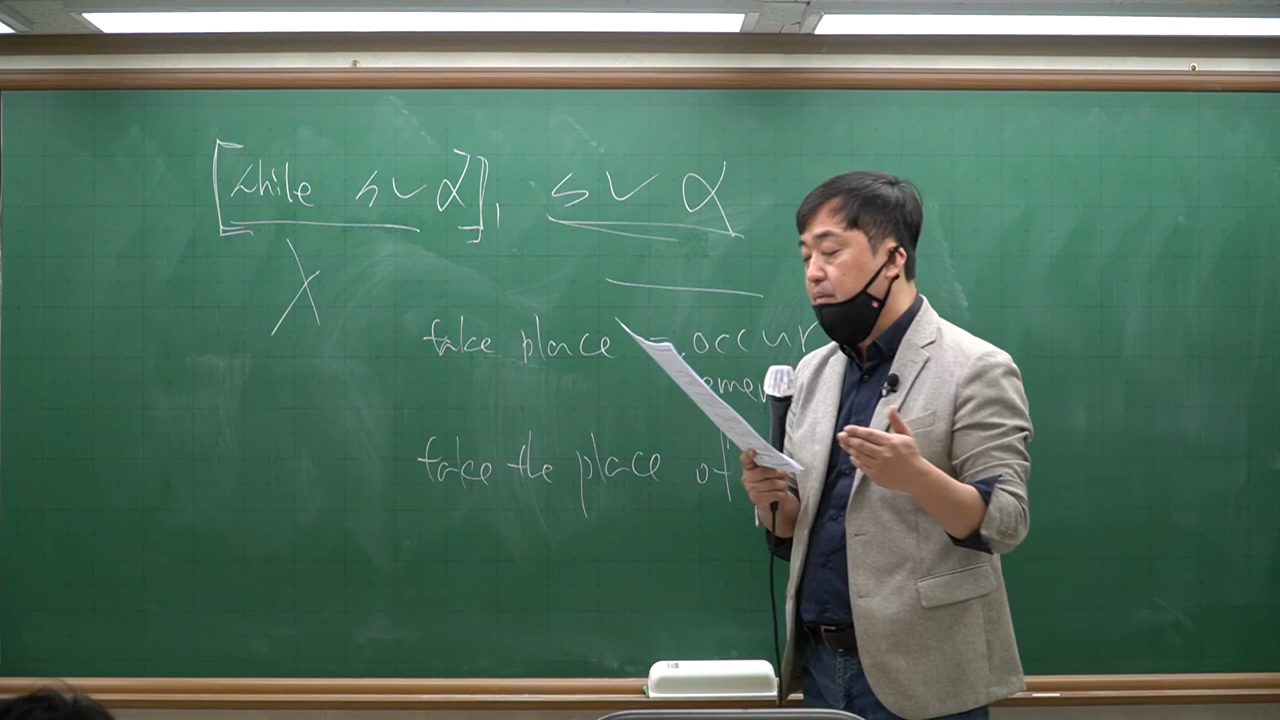 [while s v α], s v α
take place = occur
take the place of